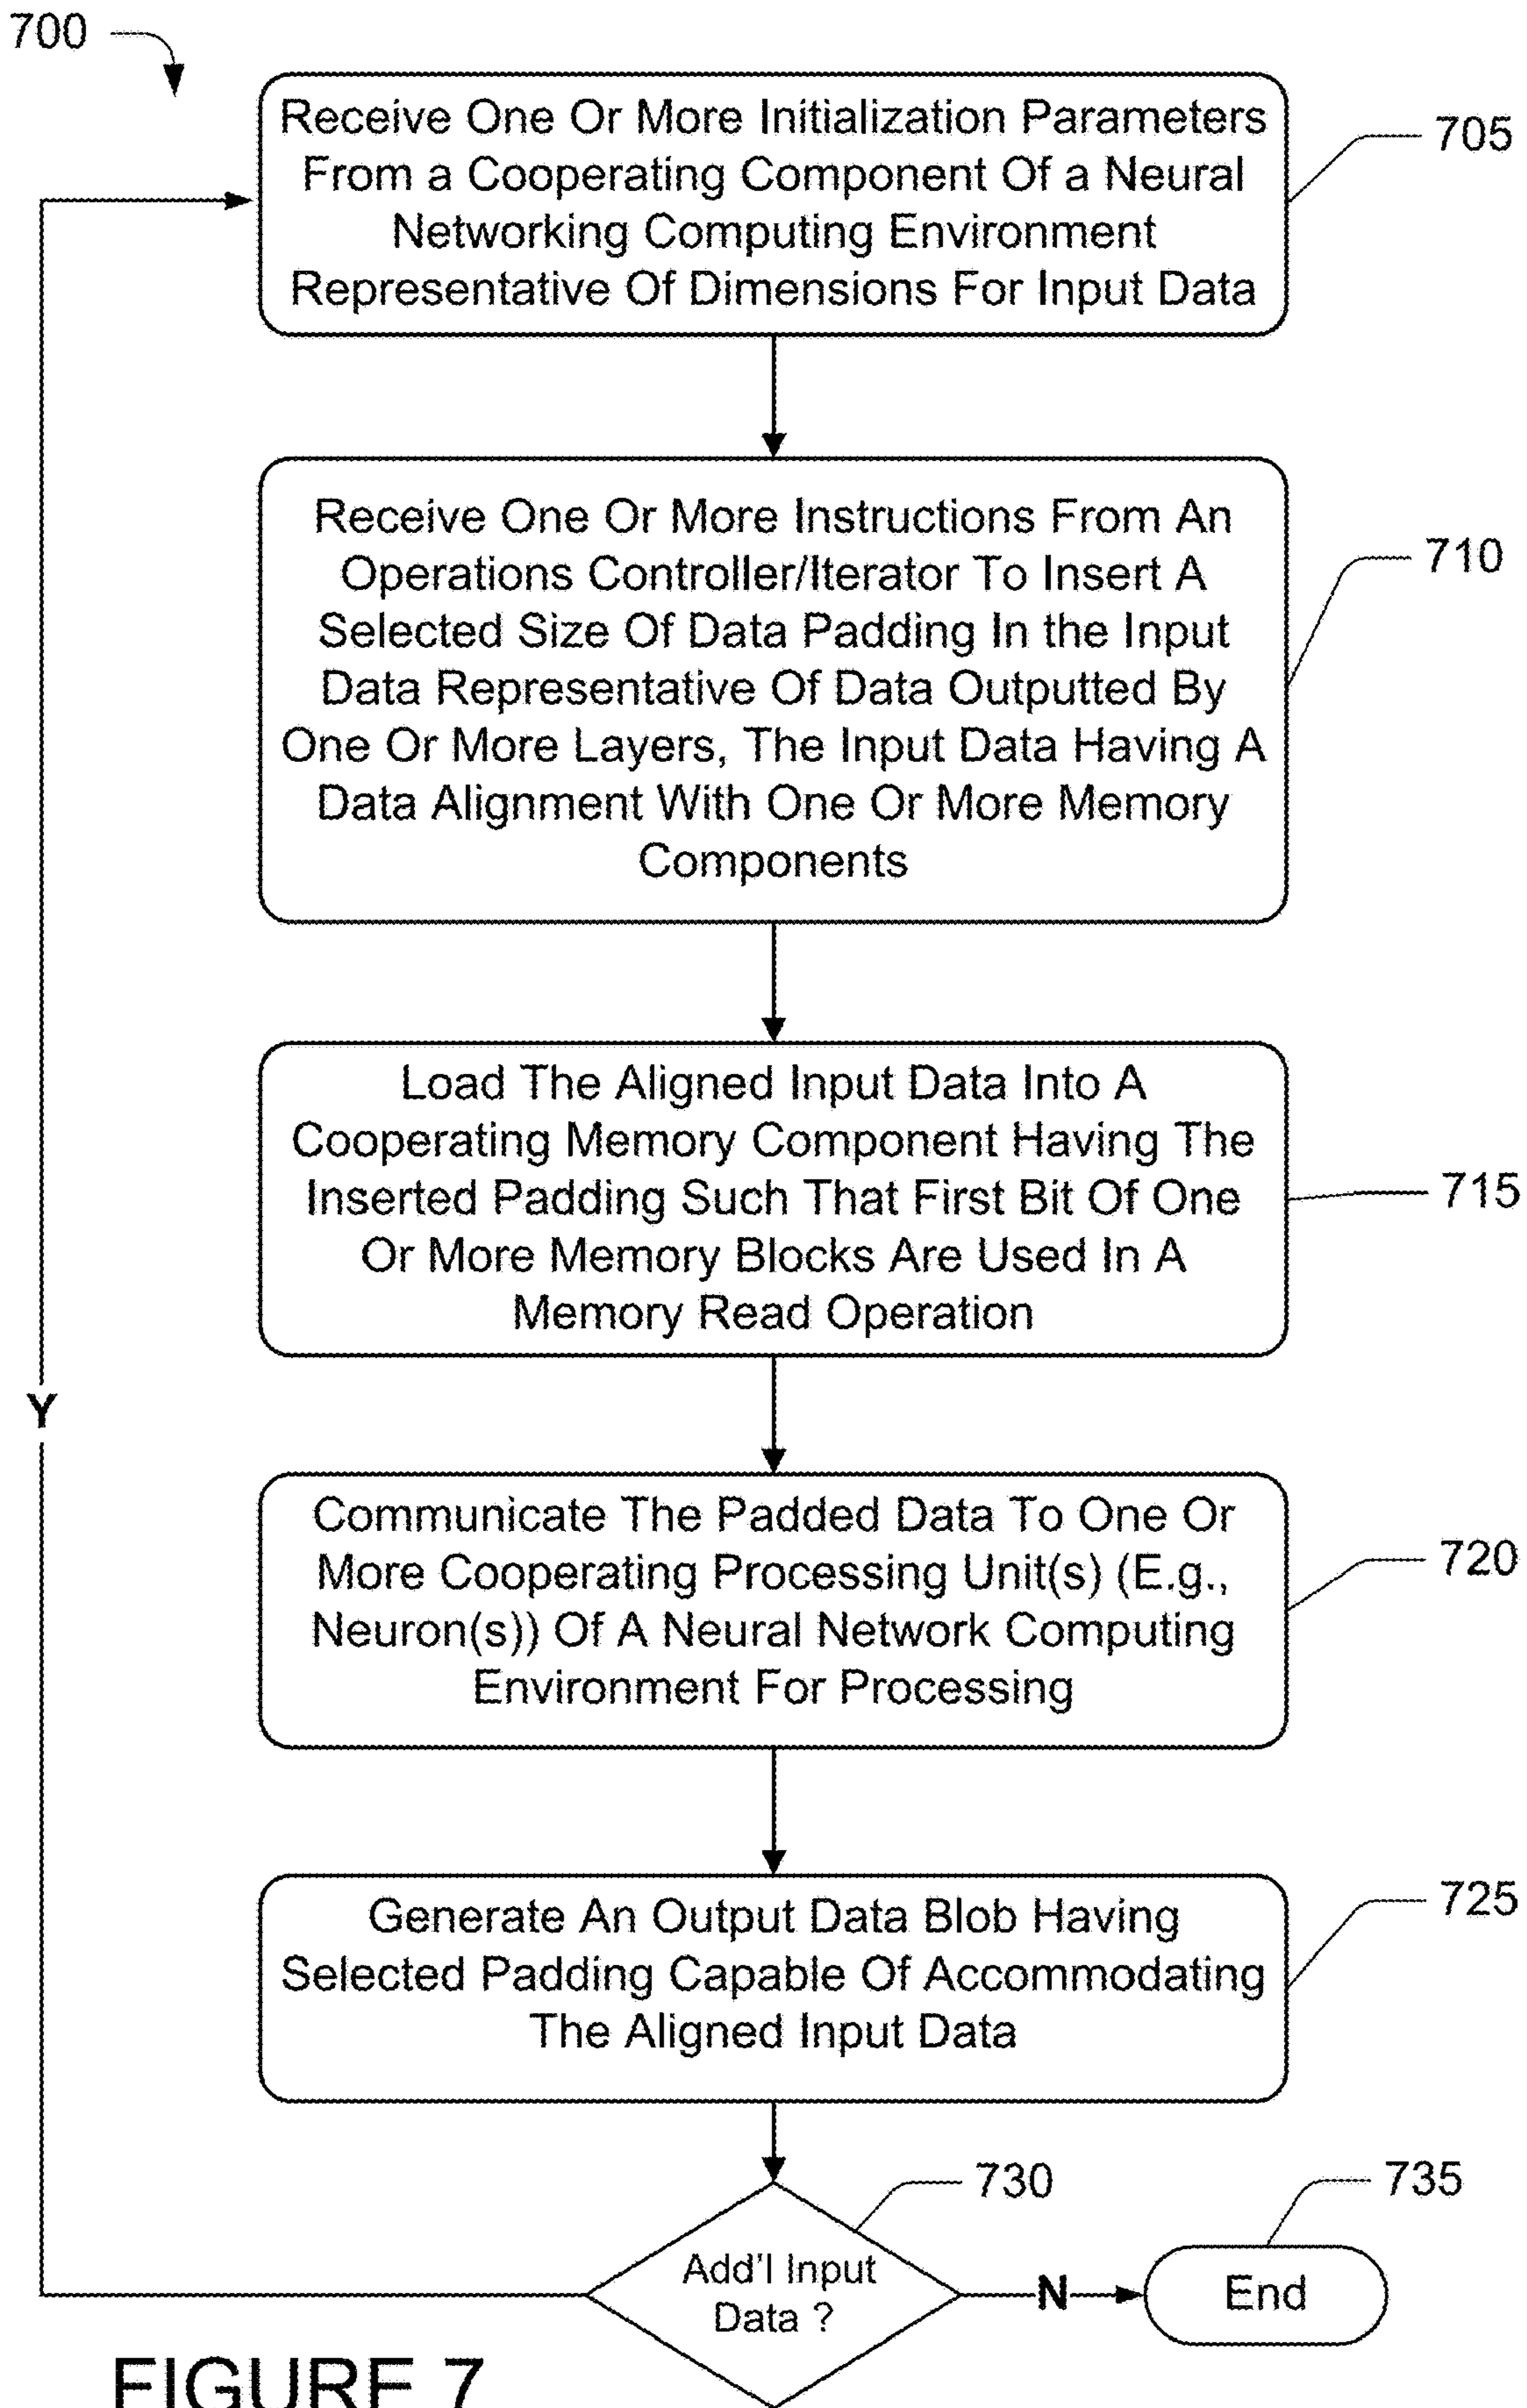 700
Receive One Or More Initialization Parameters
From a Cooperating Component Of a Neural
Networking Computing Environment
Representative Of Dimensions For Input Data
705
Receive One Or More Instructions From An
Operations Controller/Iterator To Insert A
Selected Size Of Data Padding In the Input
Data Representative Of Data Outputted By
One Or More Layers, The Input Data Having A
Data Alignment With One Or More Memory
Components
710
Load The Aligned Input Data Into A
Cooperating Memory Component Having The
Inserted Padding Such That First Bit Of One
Or More Memory Blocks Are Used In A
Memory Read Operation
715
Y
Communicate The Padded Data To One Or
More Cooperating Processing Unit(s) (E.g.,
Neuron(s)) Of A Neural Network Computing
Environment For Processing
720
Generate An Output Data Blob Having
Selected Padding Capable Of Accommodating
The Aligned Input Data
725
730
Add'l Input
Data ?
N
735
End
FIGURE 7